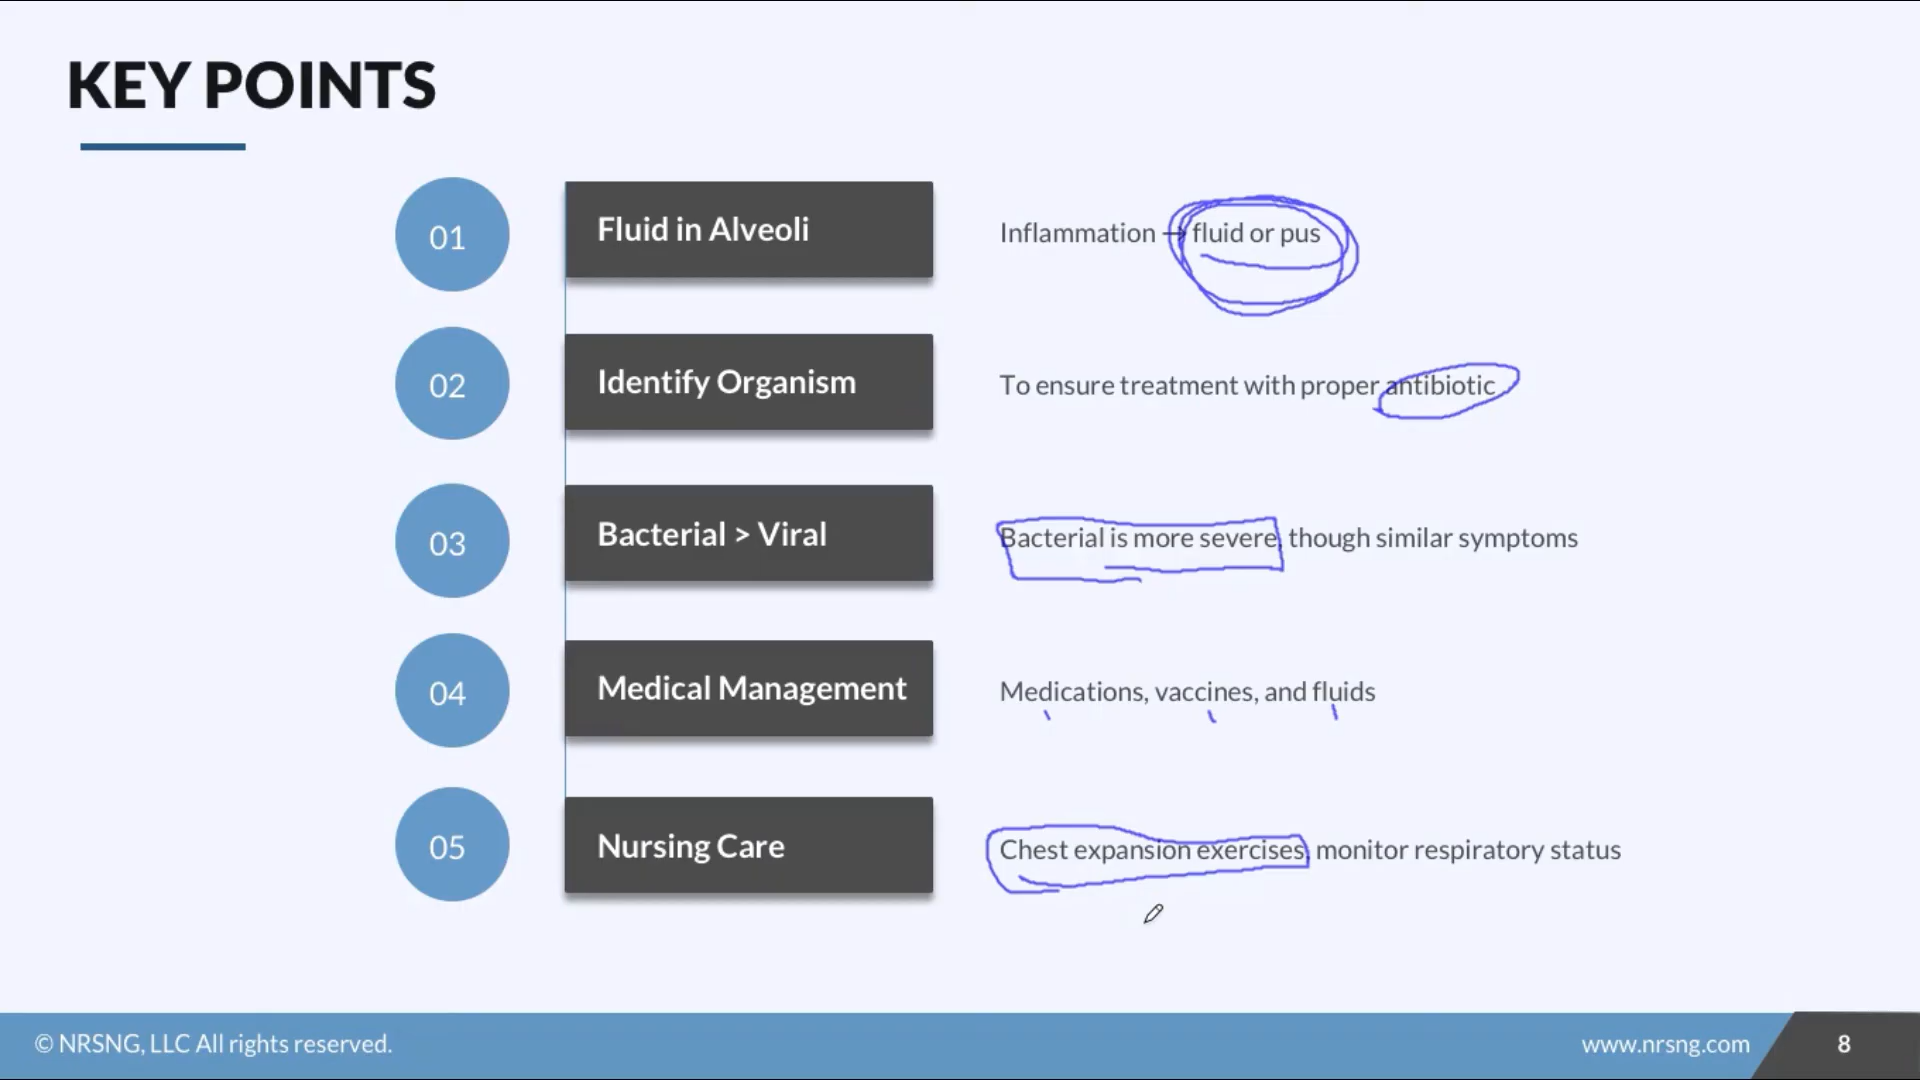 KEY POINTS
01
Fluid in Alveoli
Inflammation → fluid or pus
02
Identify Organism
To ensure treatment with proper antibiotic
03
Bacterial > Viral
Bacterial is more severe, though similar symptoms
04
Medical Management
Medications, vaccines, and fluids
05
Nursing Care
Chest expansion exercises, monitor respiratory status
© NRSNG, LLC All rights reserved.
www.nrsng.com
8